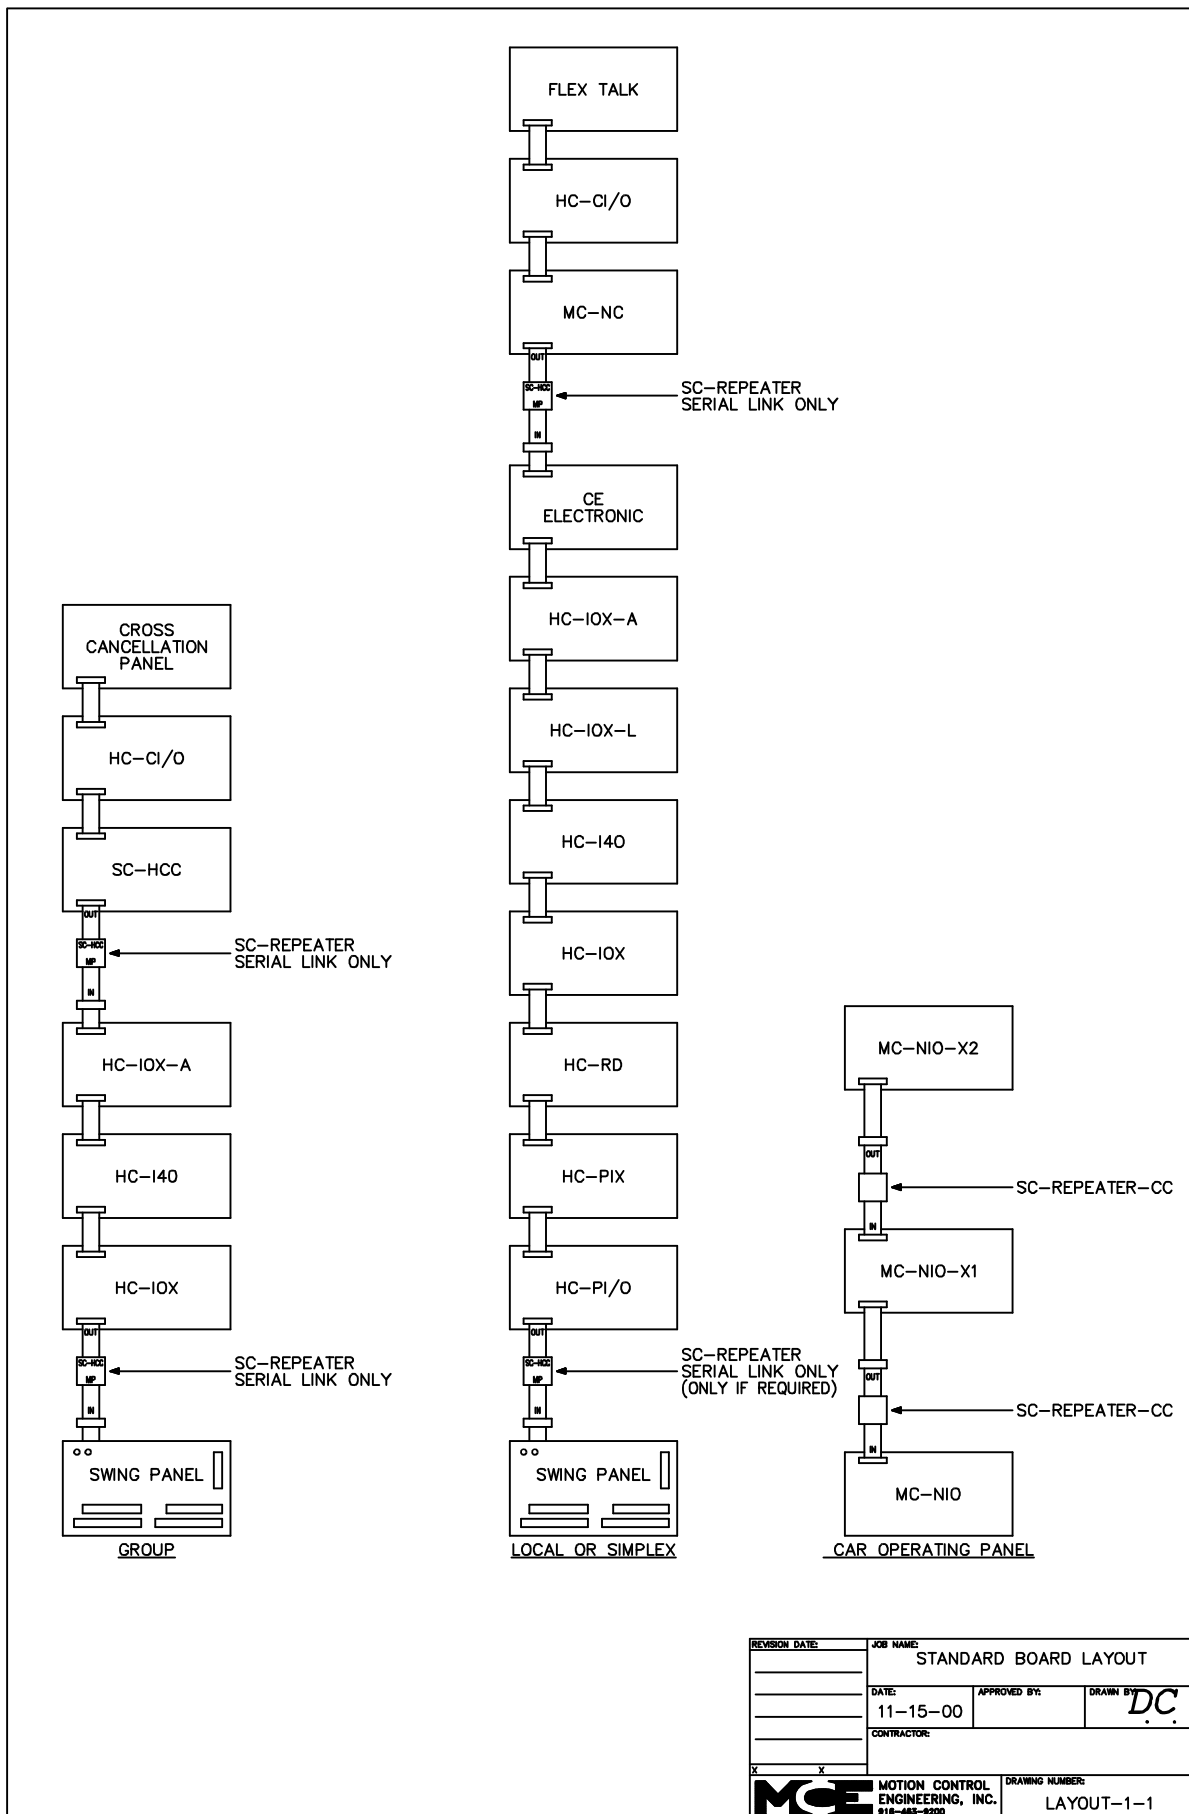 FLEX TALK
HC-CI/O
MC-NC
OUT
SC-HCC
MP
IN
SC-REPEATER
SERIAL LINK ONLY
CE
ELECTRONIC
HC-IOX-A
HC-IOX-L
HC-I4O
HC-IOX
HC-RD
HC-PIX
HC-PI/O
OUT
SC-HCC
MP
IN
SC-REPEATER
SERIAL LINK ONLY
(ONLY IF REQUIRED)
SWING PANEL
LOCAL OR SIMPLEX
CROSS
CANCELLATION
PANEL
HC-CI/O
SC-HCC
OUT
SC-HCC
MP
IN
SC-REPEATER
SERIAL LINK ONLY
HC-IOX-A
HC-I4O
HC-IOX
OUT
SC-HCC
MP
IN
SC-REPEATER
SERIAL LINK ONLY
SWING PANEL
GROUP
MC-NIO-X2
OUT
IN
SC-REPEATER-CC
MC-NIO-X1
OUT
IN
SC-REPEATER-CC
MC-NIO
CAR OPERATING PANEL
REVISION DATE:
X X
JOB NAME:
STANDARD BOARD LAYOUT
DATE:
11-15-00
APPROVED BY:
DRAWN BY:
DC
CONTRACTOR:
MCE
MOTION CONTROL
ENGINEERING, INC.
916-463-9200
DRAWING NUMBER:
LAYOUT-1-1